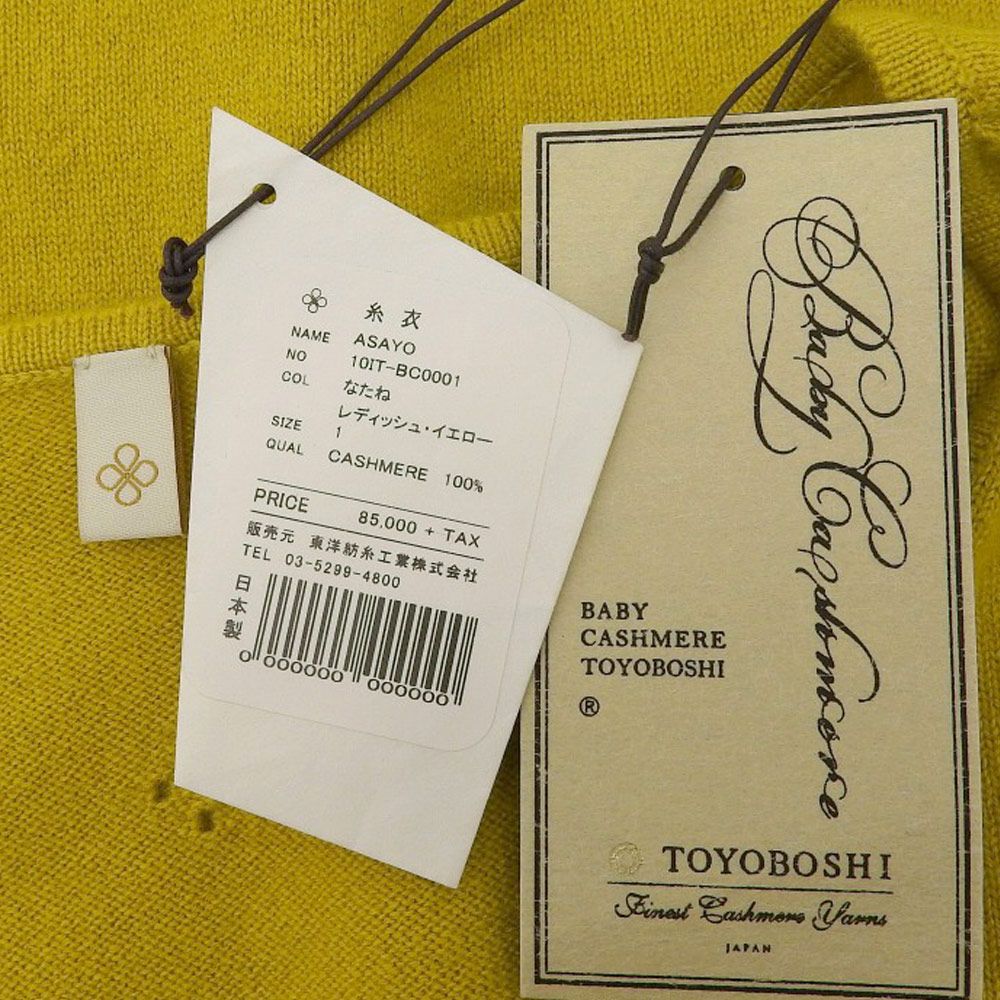 糸衣
NAME ASAYO
NO 10IT-BC0001
COL なたね
レディッシュ・イエロー
SIZE 1
QUAL CASHMERE 100%
PRICE 85,000 + TAX
販売元 東洋紡糸工業株式会社
TEL 03-5299-4800
日本製
0 000000 000000
Baby Cashmere
BABY
CASHMERE
TOYOBOSHI
®
TOYOBOSHI
Finest Cashmere Yarns
JAPAN